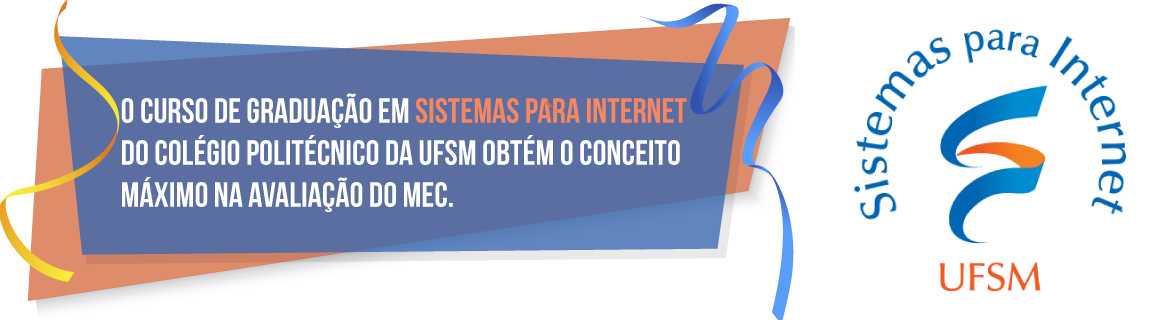 O CURSO DE GRADUAÇÃO EM SISTEMAS PARA INTERNET
DO COLÉGIO POLITÉCNICO DA UFSM OBTÉM O CONCEITO
MÁXIMO NA AVALIAÇÃO DO MEC.
Sistemas para Internet
UFSM